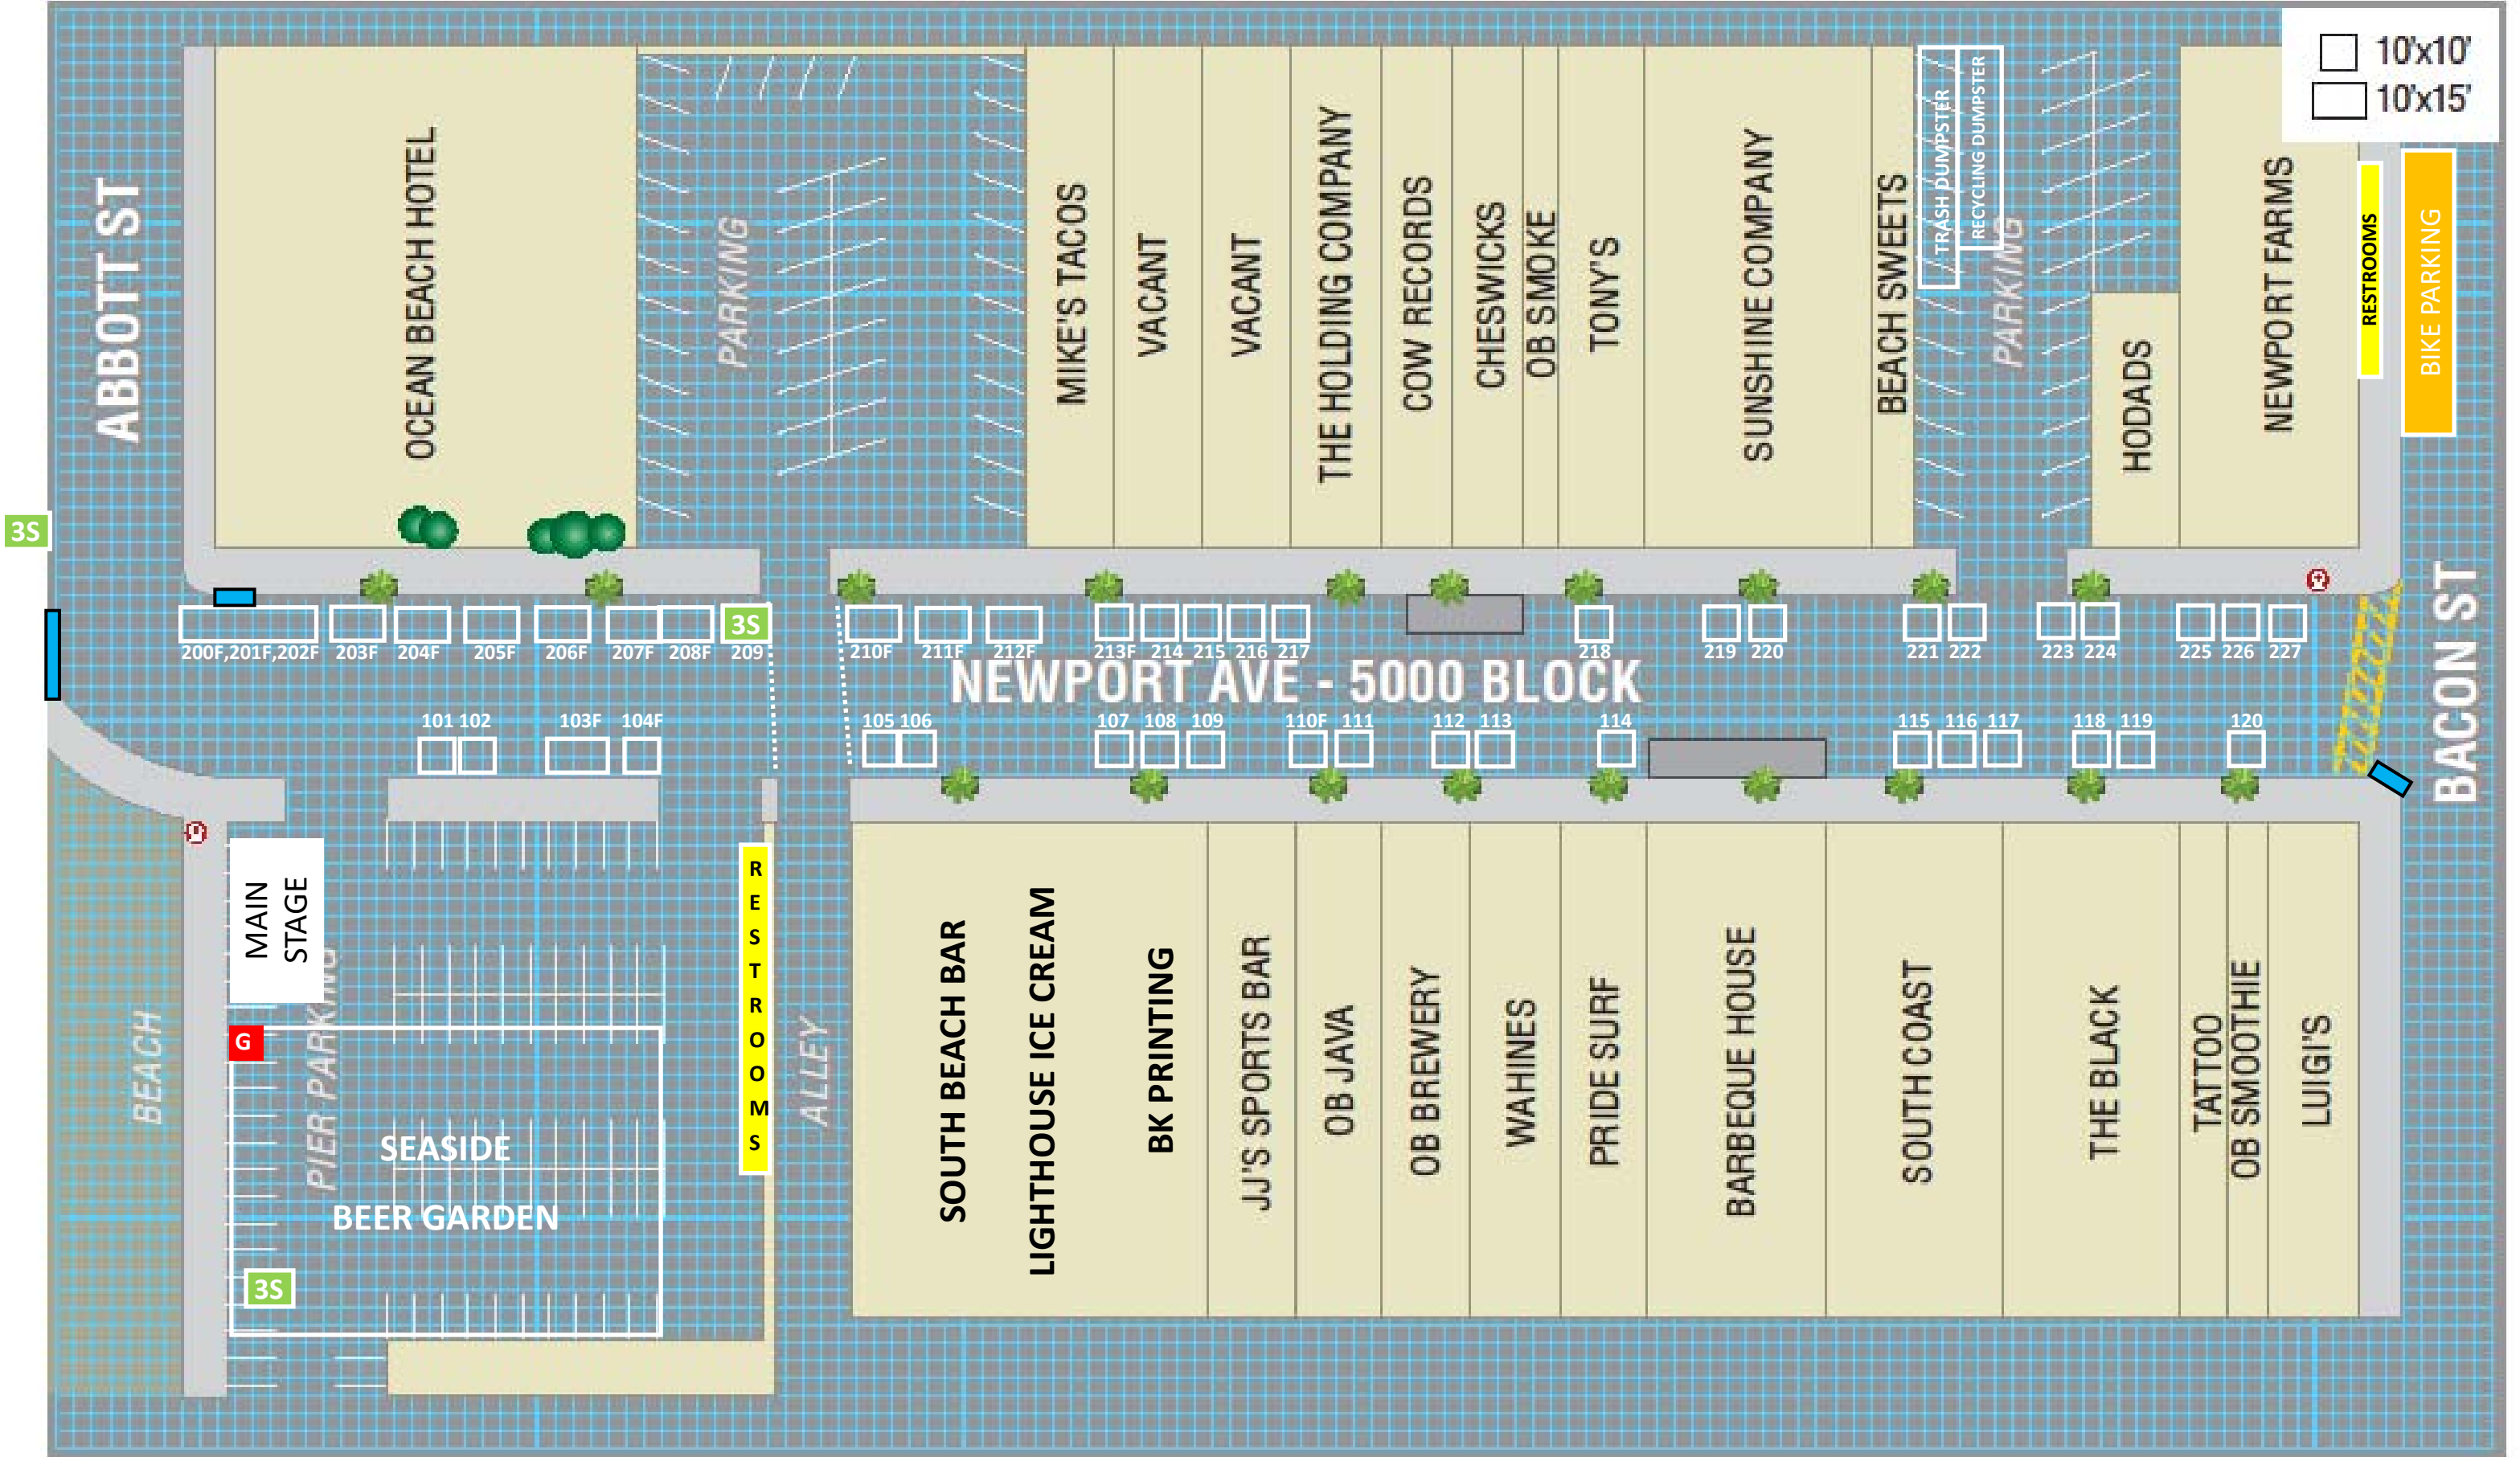 10'x10'
10'x15'
ABBOTT ST
OCEAN BEACH HOTEL
PARKING
MIKE'S TACOS
VACANT
VACANT
THE HOLDING COMPANY
COW RECORDS
CHESWICKS
OB SMOKE
TONY'S
SUNSHINE COMPANY
BEACH SWEETS
TRASH DUMPSTER
RECYCLING DUMPSTER
PARKING
HODADS
NEWPORT FARMS
RESTROOMS
BIKE PARKING
3S
3S
200F,201F,202F 203F 204F 205F 206F 207F 208F 209 210F 211F 212F 213F 214 215 216 217 218 219 220 221 222 223 224 225 226 227
NEWPORT AVE - 5000 BLOCK
BACON ST
101 102 103F 104F 105 106 107 108 109 110F 111 112 113 114 115 116 117 118 119 120
MAIN
STAGE
BEACH
G
PIER PARKING
SEASIDE
BEER GARDEN
3S
RESTROOMS
ALLEY
SOUTH BEACH BAR
LIGHTHOUSE ICE CREAM
BK PRINTING
JJ'S SPORTS BAR
OB JAVA
OB BREWERY
WAHINES
PRIDE SURF
BARBEQUE HOUSE
SOUTH COAST
THE BLACK
TATTOO
OB SMOOTHIE
LUIGI'S